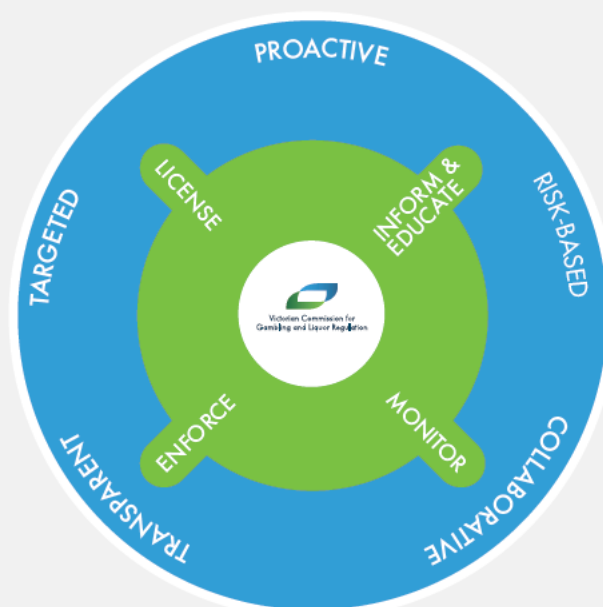 PROACTIVE
LICENSE
INFORM &
EDUCATE
TARGETED
RISK-BASED
Victorian Commission for
Gambling and Liquor Regulation
ENFORCE
MONITOR
TRANSPARENT
COLLABORATIVE